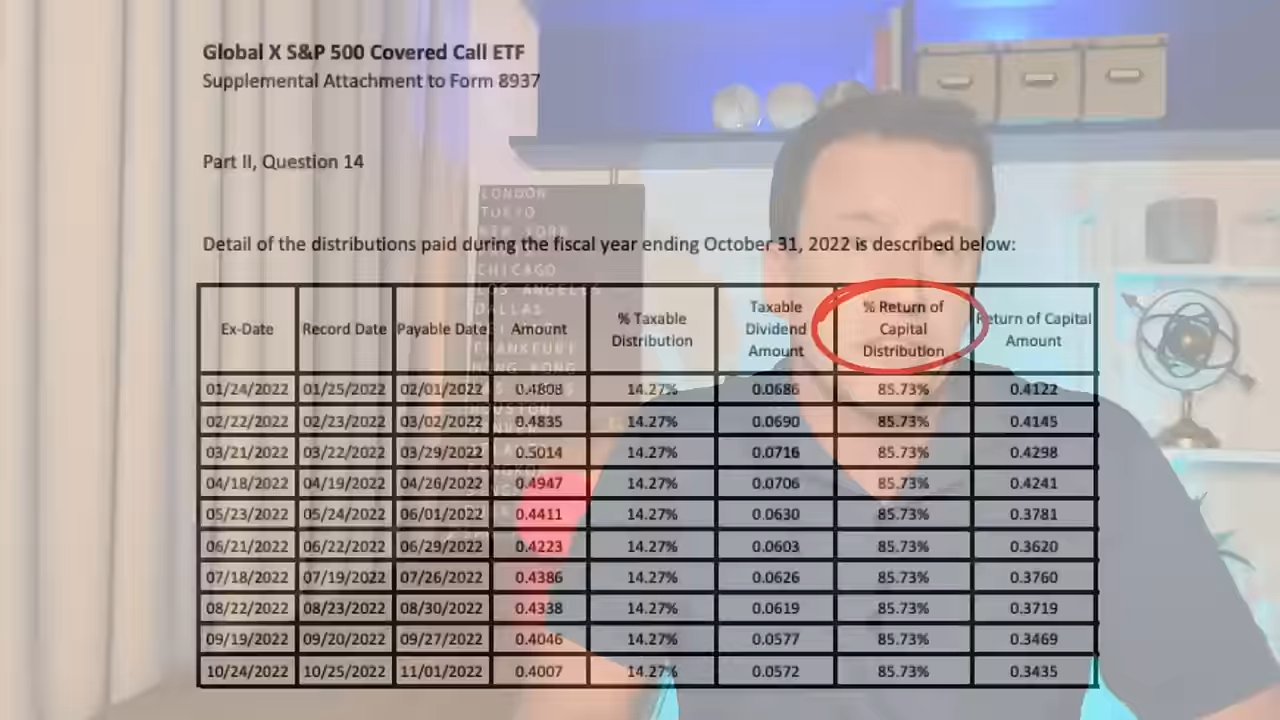 Global X S&P 500 Covered Call ETF
Supplemental Attachment to Form 8937
Part II, Question 14
LONDON
TOKYO
NEW YORK
Detail of the distributions paid during the fiscal year ending October 31, 2022 is described below:
CHICAGO
LOS ANGELES
DALLAS
FRANKFURT
HONG KONG
HOUSTON
Ex-Date Record Date Payable Date Amount % Taxable Distribution Taxable Dividend Amount % Return of Capital Distribution Return of Capital Amount
01/24/2022 01/25/2022 02/01/2022 0.4808 14.27% 0.0686 85.73% 0.4122
02/22/2022 02/23/2022 03/02/2022 0.4835 14.27% 0.0690 85.73% 0.4145
03/21/2022 03/22/2022 03/29/2022 0.5014 14.27% 0.0716 85.73% 0.4298
04/18/2022 04/19/2022 04/26/2022 0.4947 14.27% 0.0706 85.73% 0.4241
05/23/2022 05/24/2022 06/01/2022 0.4411 14.27% 0.0630 85.73% 0.3781
06/21/2022 06/22/2022 06/29/2022 0.4223 14.27% 0.0603 85.73% 0.3620
07/18/2022 07/19/2022 07/26/2022 0.4386 14.27% 0.0626 85.73% 0.3760
08/22/2022 08/23/2022 08/30/2022 0.4338 14.27% 0.0619 85.73% 0.3719
09/19/2022 09/20/2022 09/27/2022 0.4046 14.27% 0.0577 85.73% 0.3469
10/24/2022 10/25/2022 11/01/2022 0.4007 14.27% 0.0572 85.73% 0.3435